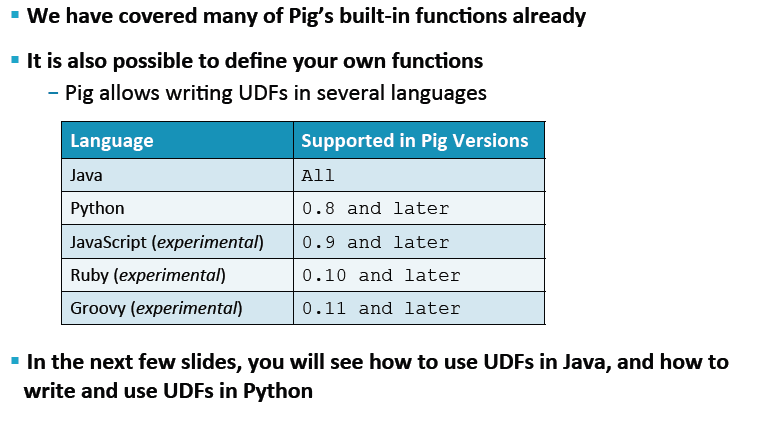 ▪ We have covered many of Pig's built-in functions already
▪ It is also possible to define your own functions
– Pig allows writing UDFs in several languages
Language Supported in Pig Versions
Java All
Python 0.8 and later
JavaScript (experimental) 0.9 and later
Ruby (experimental) 0.10 and later
Groovy (experimental) 0.11 and later
▪ In the next few slides, you will see how to use UDFs in Java, and how to
write and use UDFs in Python